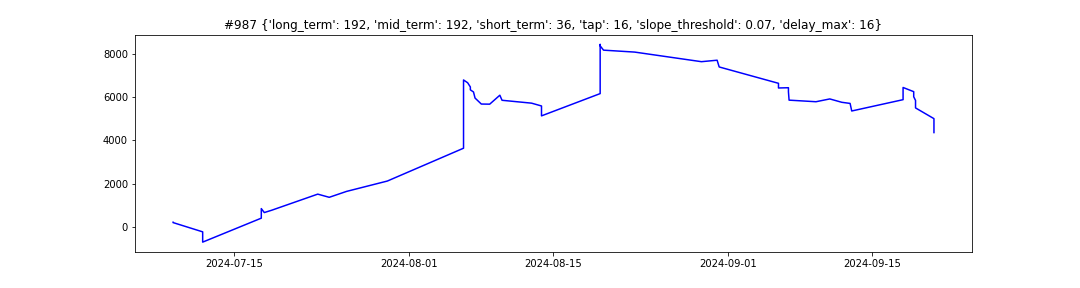 #987 {'long_term': 192, 'mid_term': 192, 'short_term': 36, 'tap': 16, 'slope_threshold': 0.07, 'delay_max': 16}
8000
6000
4000
2000
0
2024-07-15 2024-08-01 2024-08-15 2024-09-01 2024-09-15